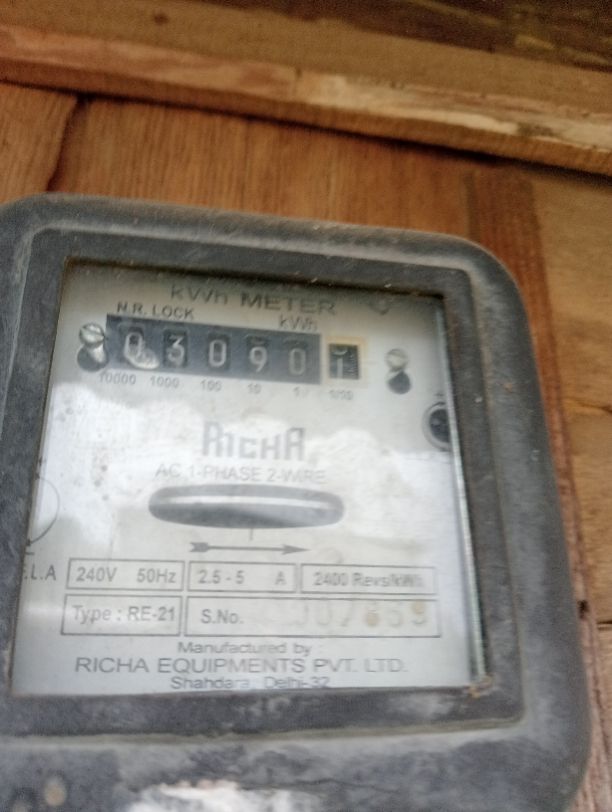 kWh METER
N.R. LOCK kWh
0 3 0 9 0 1
10000 1000 100 10 1 1/10
RICHA
AC 1-PHASE 2-WIRE
240V 50Hz 2.5 - 5 A 2400 Revs/kWh
Type : RE-21 S.No.
Manufactured by :
RICHA EQUIPMENTS PVT. LTD.
Shahdara, Delhi-32